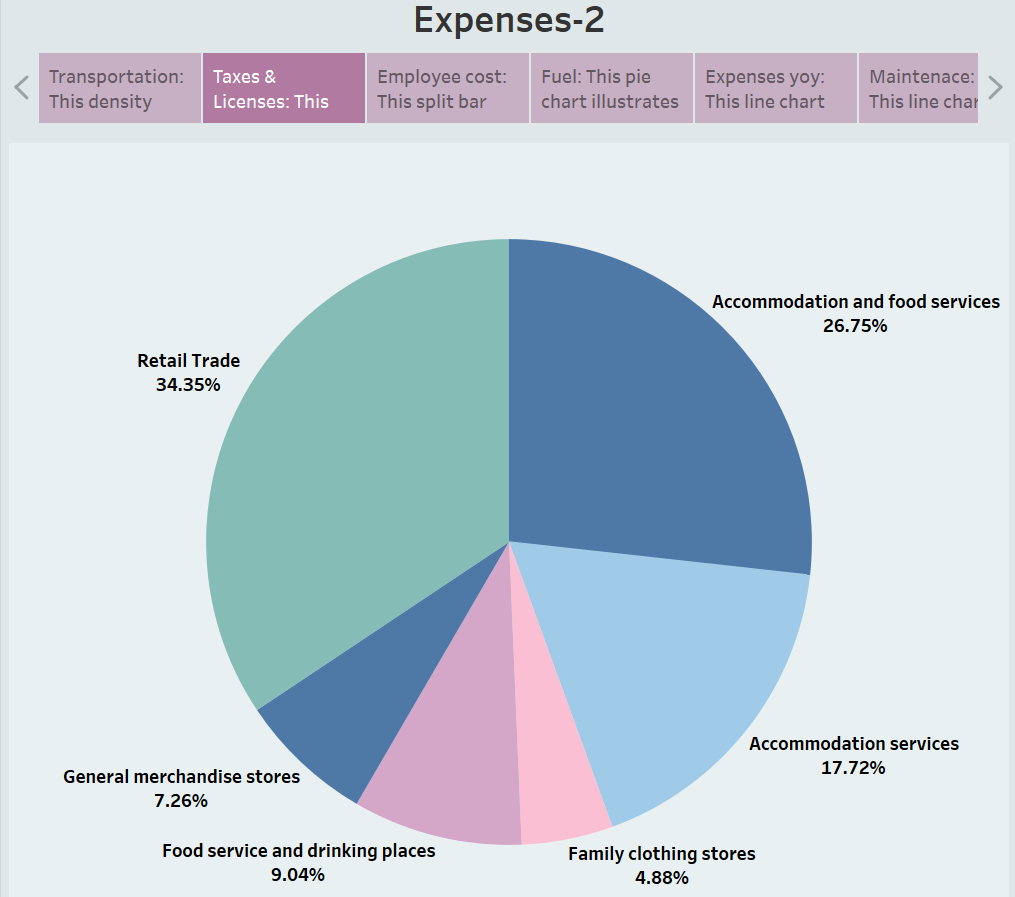 Expenses-2
Transportation:
This density
Taxes &
Licenses: This
Employee cost:
This split bar
Fuel: This pie
chart illustrates
Expenses yoy:
This line chart
Maintenace:
This line char
Accommodation and food services
26.75%
Retail Trade
34.35%
Accommodation services
17.72%
General merchandise stores
7.26%
Food service and drinking places
9.04%
Family clothing stores
4.88%